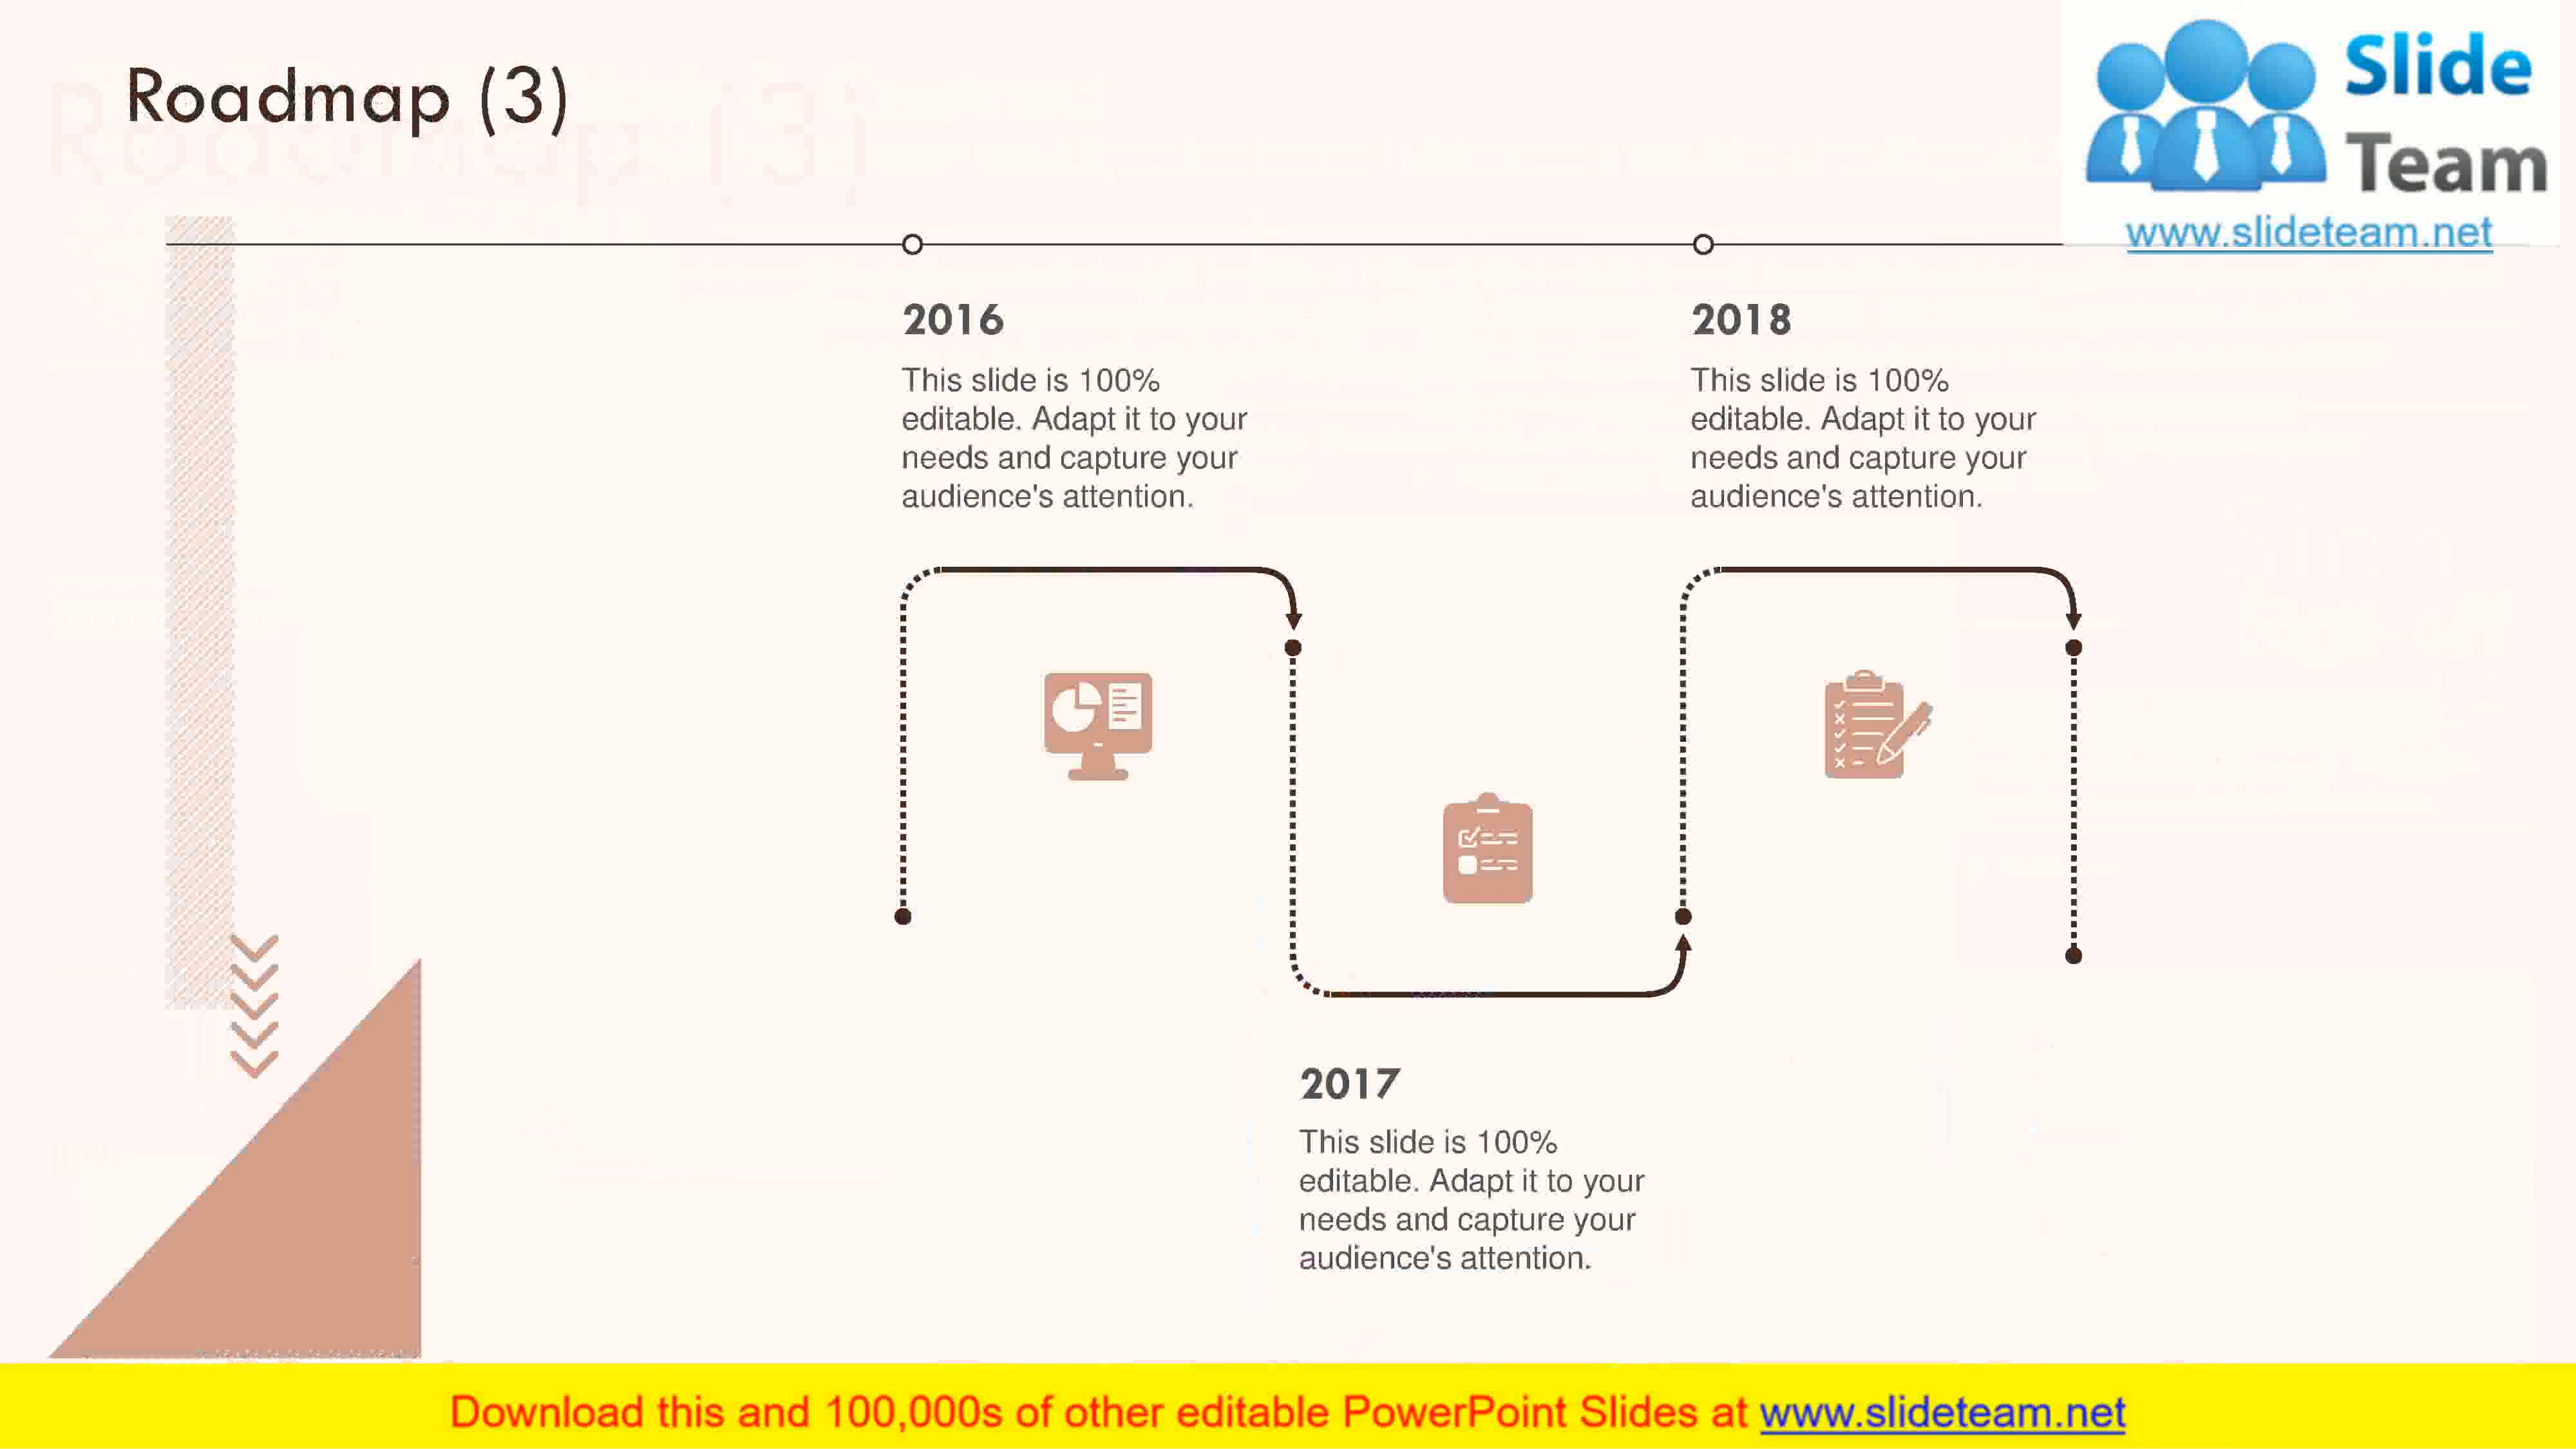 Roadmap (3)
Slide
Team
www.slideteam.net
2016
This slide is 100%
editable. Adapt it to your
needs and capture your
audience's attention.
2018
This slide is 100%
editable. Adapt it to your
needs and capture your
audience's attention.
2017
This slide is 100%
editable. Adapt it to your
needs and capture your
audience's attention.
Download this and 100,000s of other editable PowerPoint Slides at www.slideteam.net